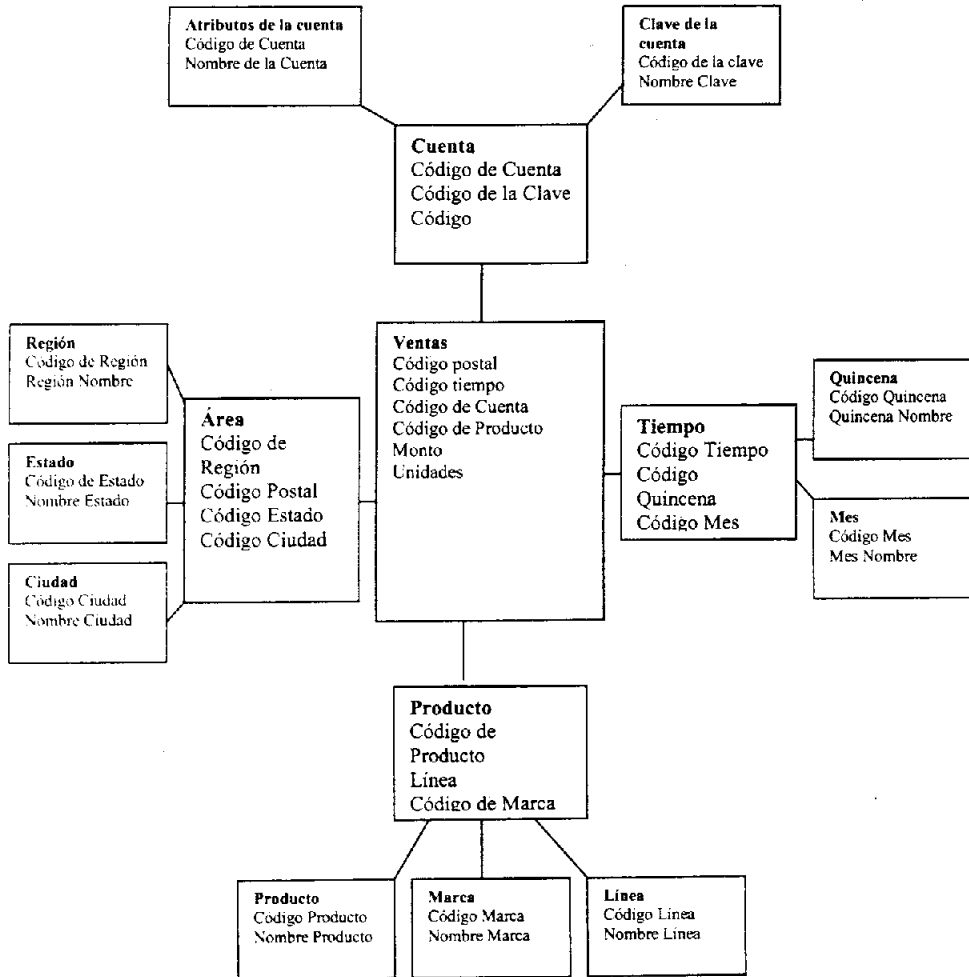 Atributos de la cuenta
Código de Cuenta
Nombre de la Cuenta
Clave de la
cuenta
Código de la clave
Nombre Clave
Cuenta
Código de Cuenta
Código de la Clave
Código
Región
Código de Región
Región Nombre
Estado
Código de Estado
Nombre Estado
Ciudad
Código Ciudad
Nombre Ciudad
Área
Código de
Región
Código Postal
Código Estado
Código Ciudad
Ventas
Código postal
Código tiempo
Código de Cuenta
Código de Producto
Monto
Unidades
Tiempo
Código Tiempo
Código
Quincena
Código Mes
Quincena
Código Quincena
Quincena Nombre
Mes
Código Mes
Mes Nombre
Producto
Código de
Producto
Línea
Código de Marca
Producto
Código Producto
Nombre Producto
Marca
Código Marca
Nombre Marca
Línea
Código Línea
Nombre Línea